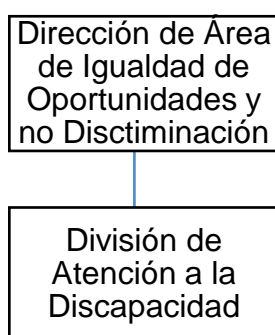 Dirección de Área
de Igualdad de
Oportunidades y
no Disctiminación
División de
Atención a la
Discapacidad